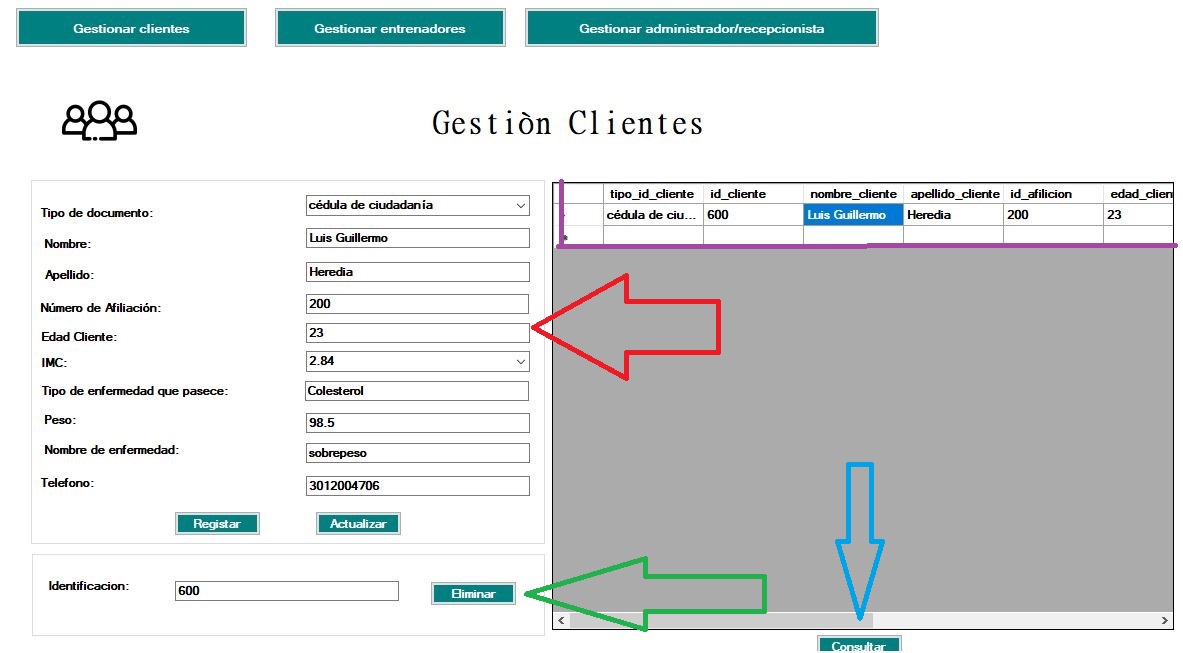 Gestionar clientes Gestionar entrenadores Gestionar administrador/recepcionista
Gestiòn Clientes
Tipo de documento: cédula de ciudadanía
Nombre: Luis Guillermo
Apellido: Heredia
Número de Afiliación: 200
Edad Cliente: 23
IMC: 2.84
Tipo de enfermedad que pasece: Colesterol
Peso: 98.5
Nombre de enfermedad: sobrepeso
Telefono: 3012004706
Registar Actualizar
Identificacion: 600 Eliminar
tipo_id_cliente id_cliente nombre_cliente apellido_cliente id_afilicion edad_clien
cédula de ciu... 600 Luis Guillermo Heredia 200 23
Consultar